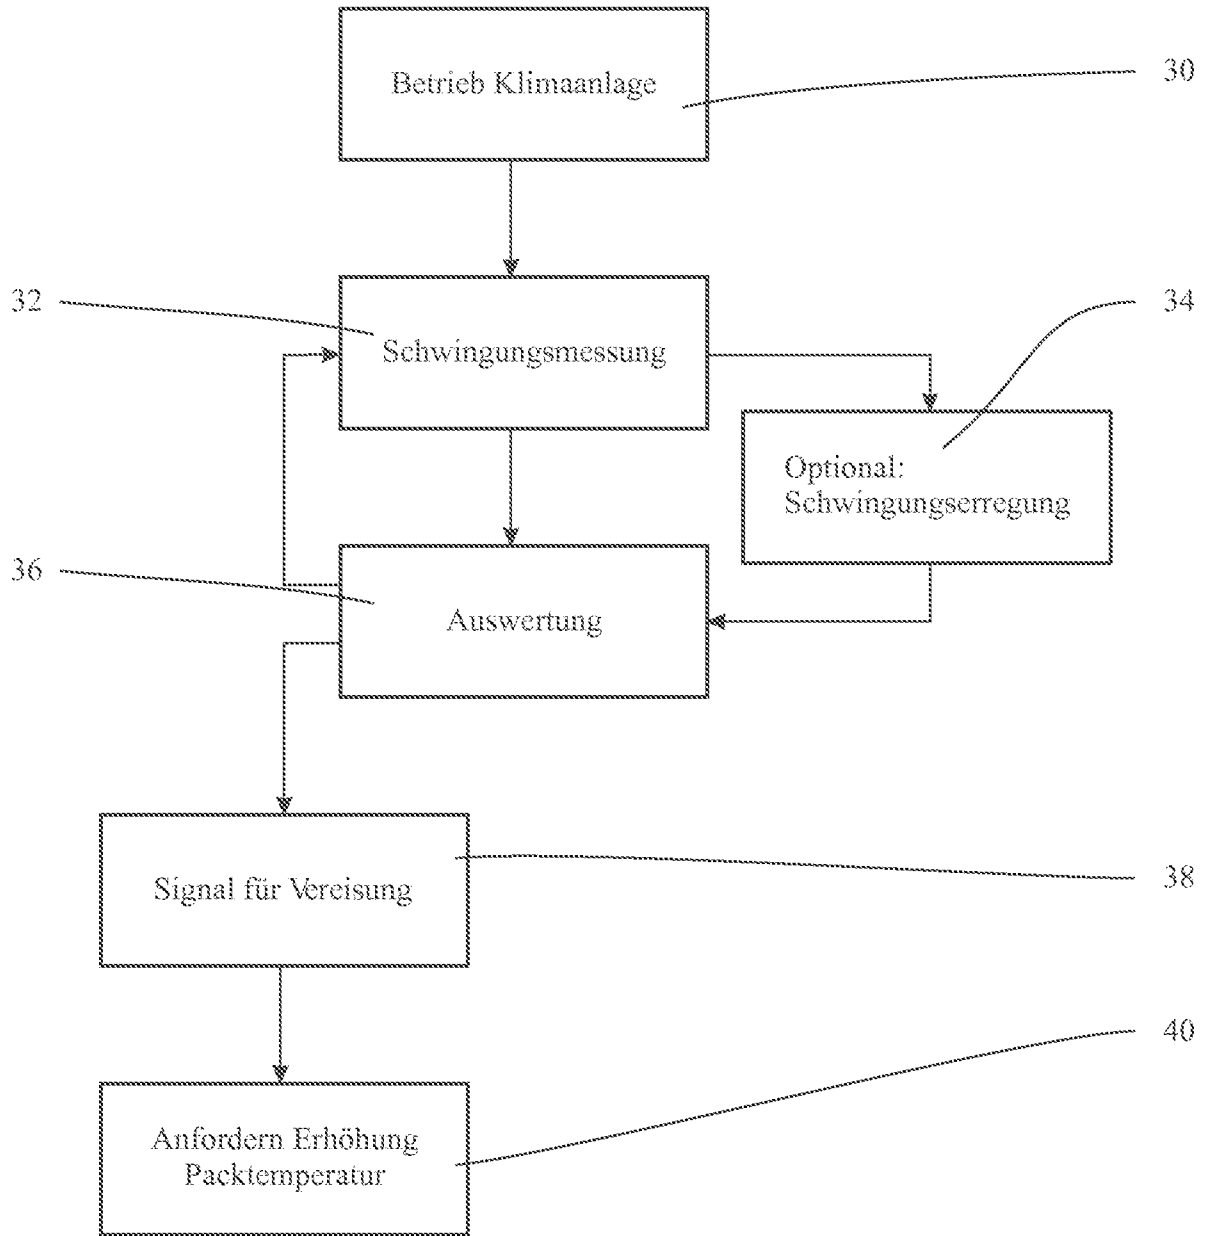 Betrieb Klimaanlage
30
32
Schwingungsmessung
34
Optional:
Schwingungserregung
36
Auswertung
Signal für Vereisung
38
40
Anfordern Erhöhung
Packtemperatur